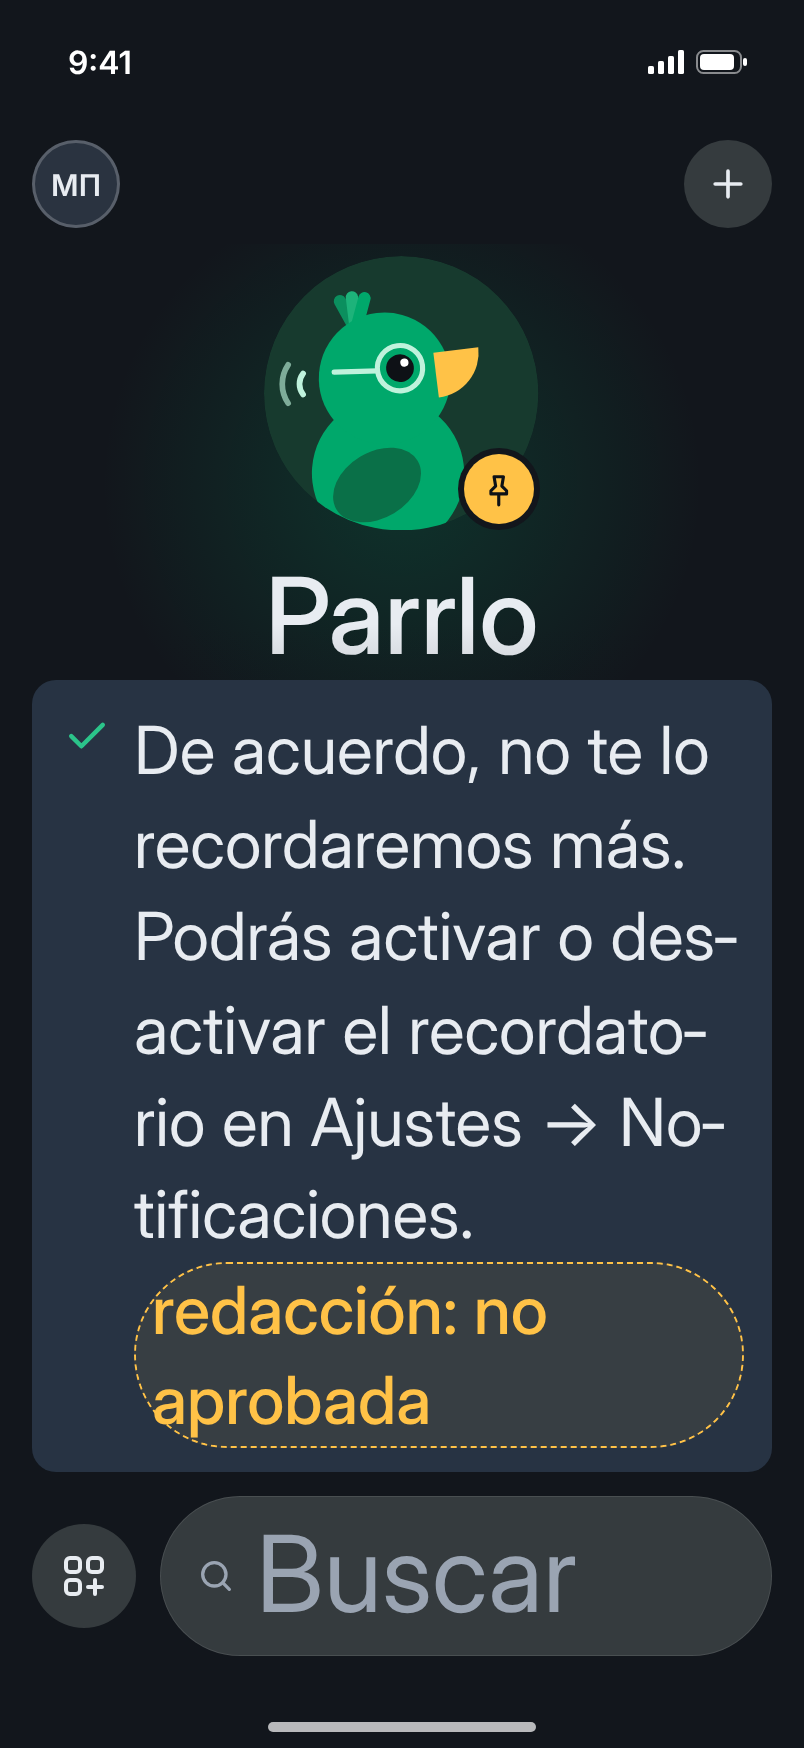 9:41
МП
Parrlo
De acuerdo, no te lo
recordaremos más.
Podrás activar o des-
activar el recordato-
rio en Ajustes → No-
tificaciones.
redacción: no
aprobada
Buscar